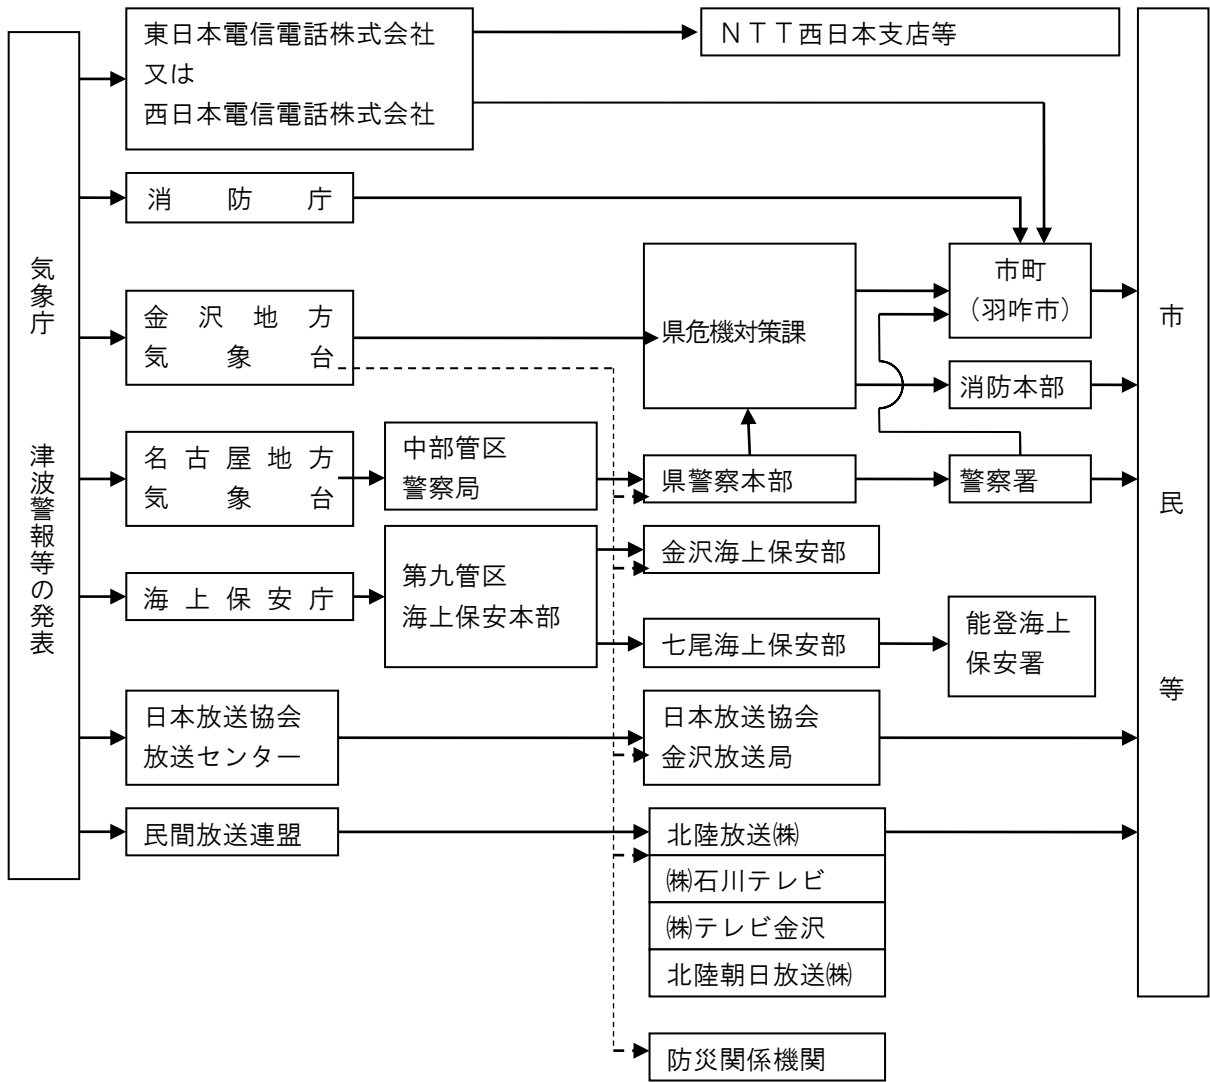 気象庁　津波警報等の発表
東日本電信電話株式会社
又は
西日本電信電話株式会社
ＮＴＴ西日本支店等
消防庁
金沢地方
気象台
県危機対策課
市町
（羽咋市）
消防本部
名古屋地方
気象台
中部管区
警察局
県警察本部
警察署
海上保安庁
第九管区
海上保安本部
金沢海上保安部
七尾海上保安部
能登海上
保安署
日本放送協会
放送センター
日本放送協会
金沢放送局
民間放送連盟
北陸放送㈱
㈱石川テレビ
㈱テレビ金沢
北陸朝日放送㈱
防災関係機関
市民等